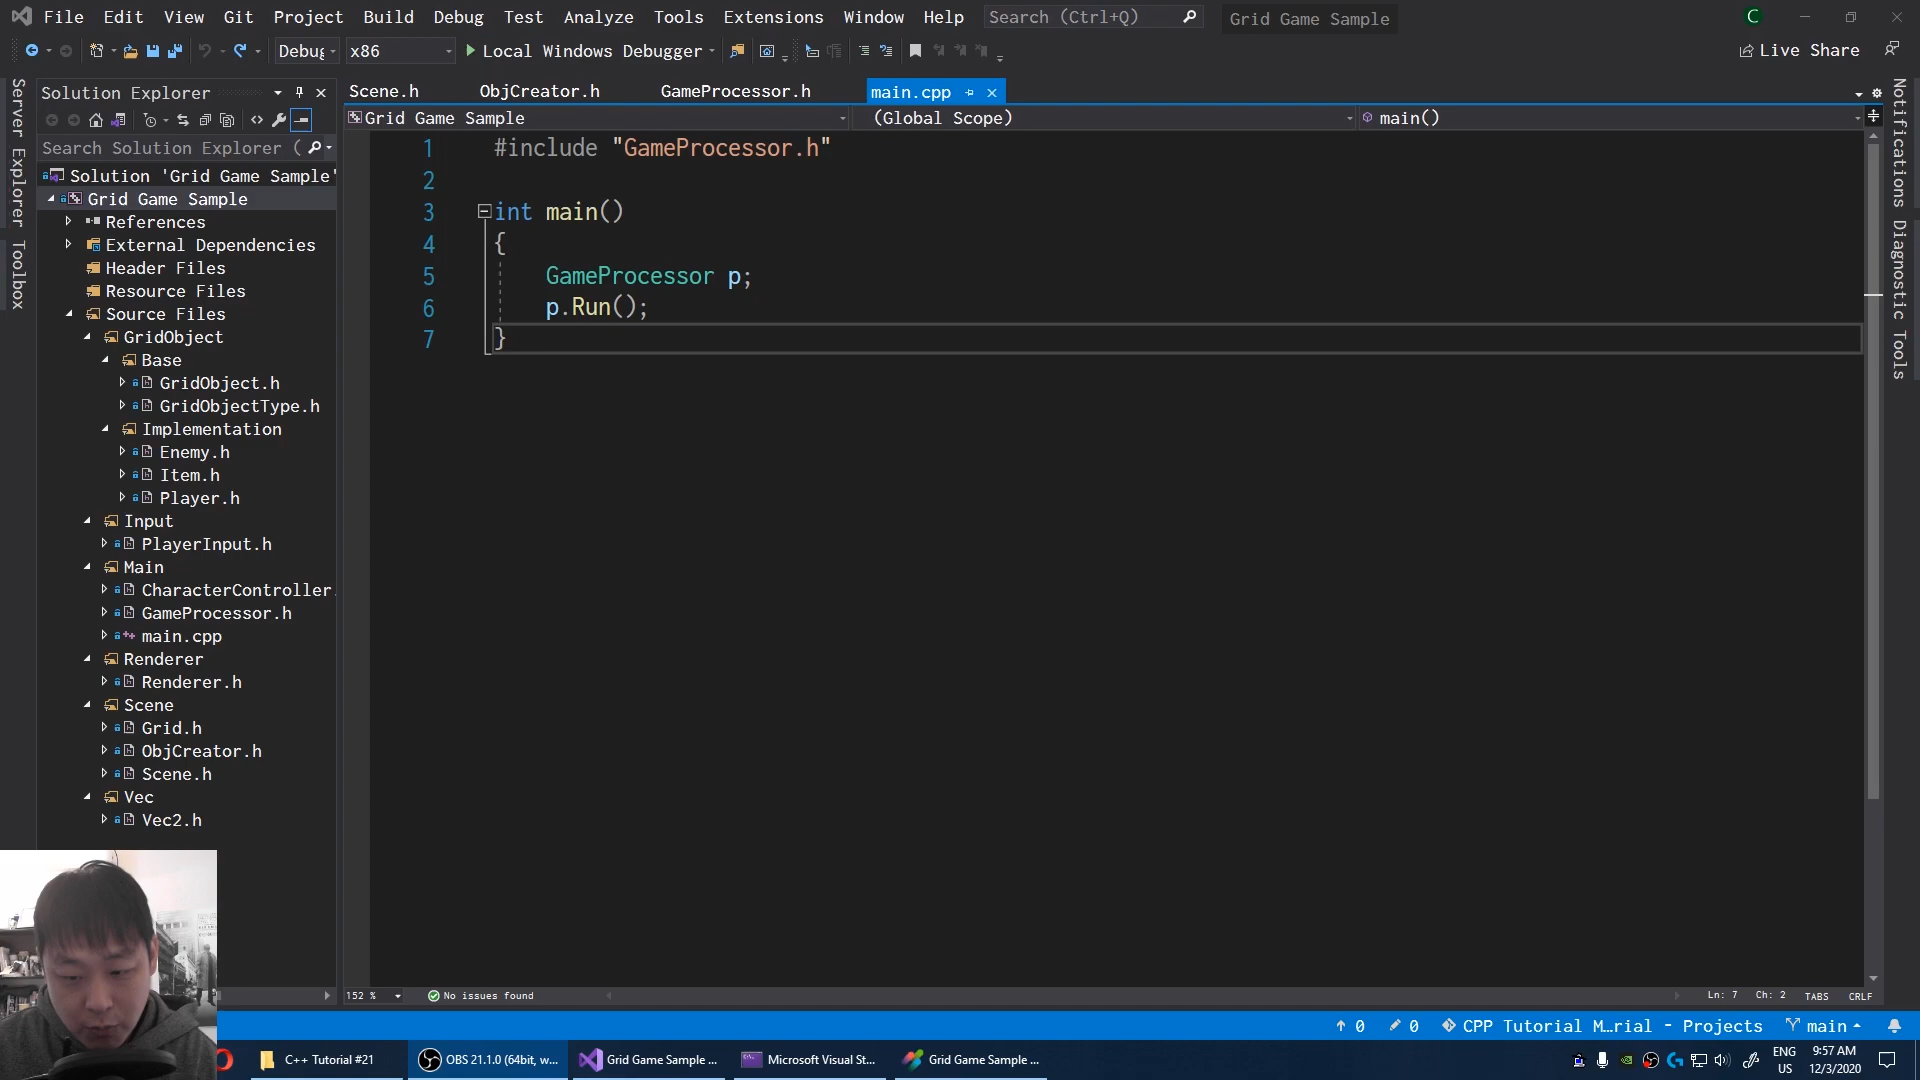 File Edit View Git Project Build Debug Test Analyze Tools Extensions Window Help Search (Ctrl+Q) Grid Game Sample C
Debug x86 Local Windows Debugger Live Share
Server Explorer
Toolbox
Solution Explorer
Search Solution Explorer (
Solution 'Grid Game Sample'
Grid Game Sample
References
External Dependencies
Header Files
Resource Files
Source Files
GridObject
Base
GridObject.h
GridObjectType.h
Implementation
Enemy.h
Item.h
Player.h
Input
PlayerInput.h
Main
CharacterController.
GameProcessor.h
main.cpp
Renderer
Renderer.h
Scene
Grid.h
ObjCreator.h
Scene.h
Vec
Vec2.h
Scene.h ObjCreator.h GameProcessor.h main.cpp
Grid Game Sample (Global Scope) main()
1 #include "GameProcessor.h"
2
3 int main()
4 {
5 GameProcessor p;
6 p.Run();
7 }
Notifications
Diagnostic Tools
152 % No issues found Ln: 7 Ch: 2 TABS CRLF
0 0 CPP Tutorial M…rial - Projects main
C++ Tutorial #21 OBS 21.1.0 (64bit, w... Grid Game Sample ... Microsoft Visual St... Grid Game Sample ... ENG US 9:57 AM 12/3/2020